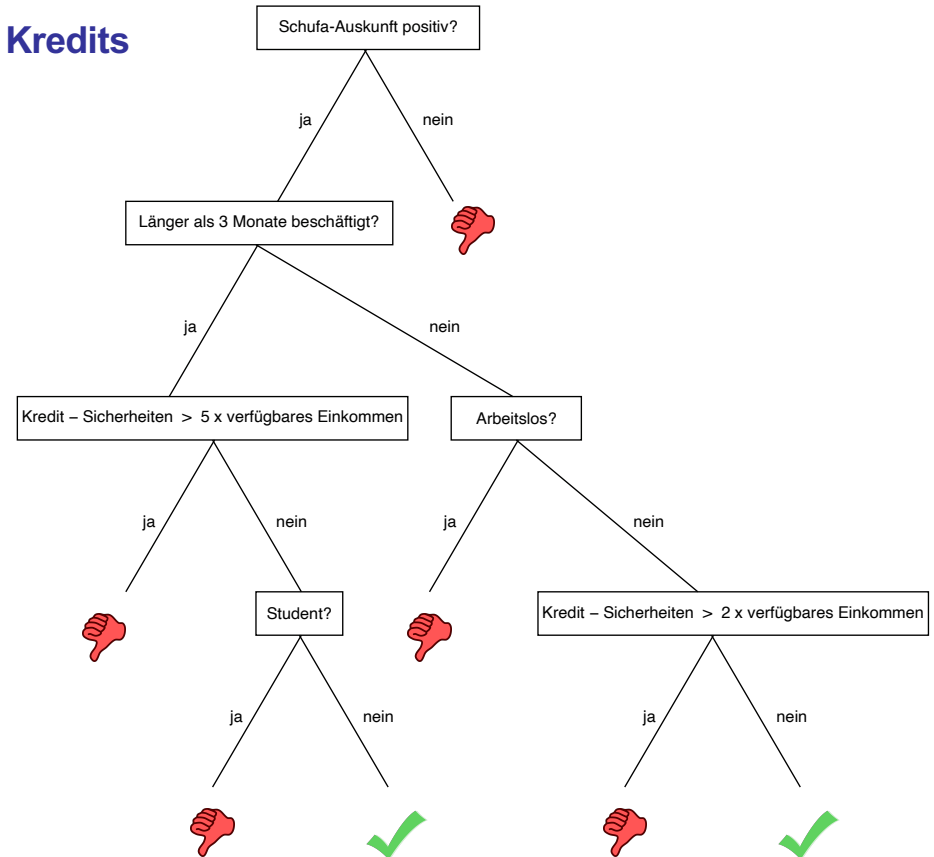 Kredits
Schufa-Auskunft positiv?
ja
nein
Länger als 3 Monate beschäftigt?
ja
nein
Kredit – Sicherheiten > 5 x verfügbares Einkommen
Arbeitslos?
ja
nein
ja
nein
Student?
Kredit – Sicherheiten > 2 x verfügbares Einkommen
ja
nein
ja
nein